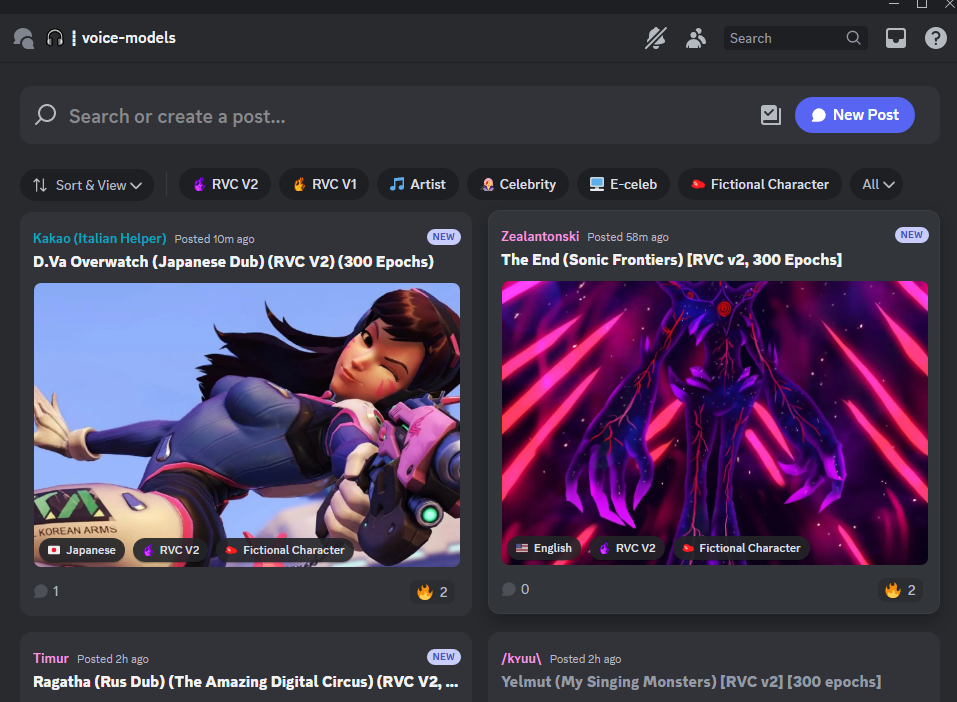 voice-models
Search
Search or create a post...
New Post
Sort & View
RVC V2
RVC V1
Artist
Celebrity
E-celeb
Fictional Character
All
Kakao (Italian Helper) Posted 10m ago
NEW
D.Va Overwatch (Japanese Dub) (RVC V2) (300 Epochs)
KOREAN ARMS
Japanese
RVC V2
Fictional Character
1
2
Zealantonski Posted 58m ago
NEW
The End (Sonic Frontiers) [RVC v2, 300 Epochs]
English
RVC V2
Fictional Character
0
2
Timur Posted 2h ago
NEW
Ragatha (Rus Dub) (The Amazing Digital Circus) (RVC V2, ...
/kyuu\ Posted 2h ago
Yelmut (My Singing Monsters) [RVC v2] [300 epochs]